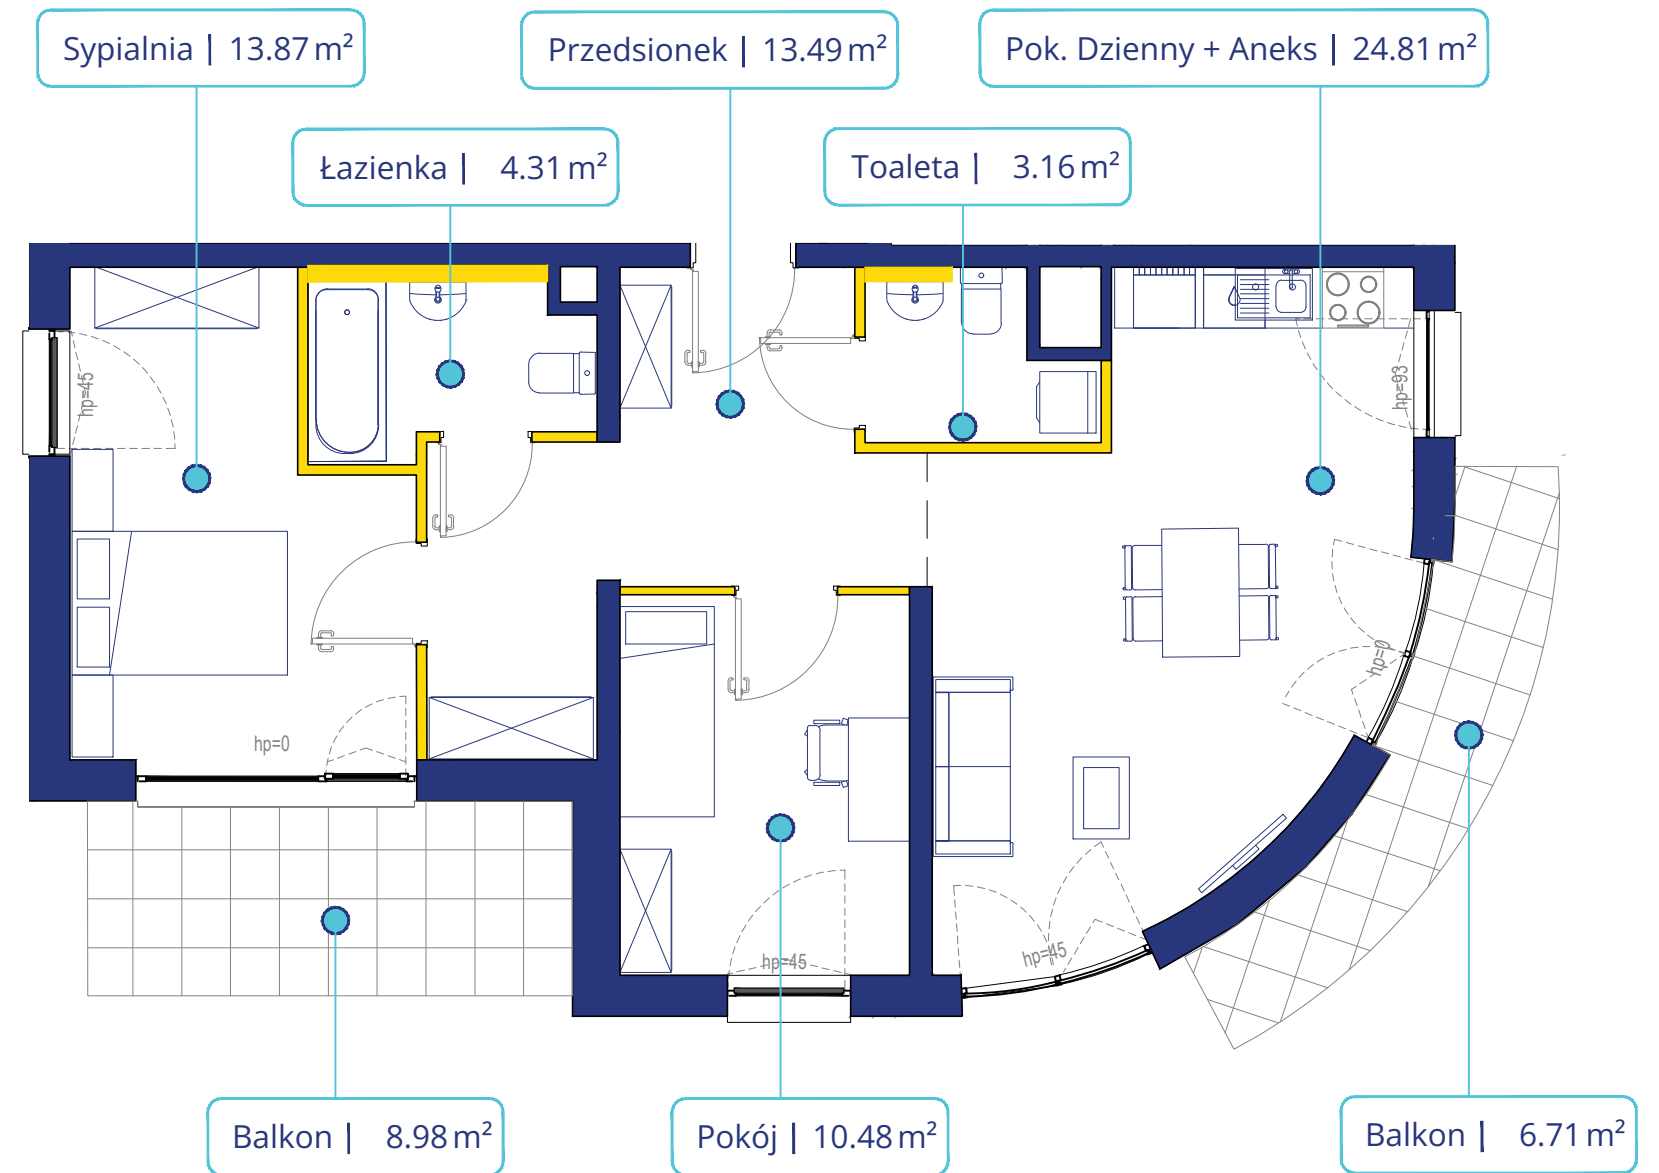 Sypialnia | 13.87 m²
Przedsionek | 13.49 m²
Pok. Dzienny + Aneks | 24.81 m²
Łazienka | 4.31 m²
Toaleta | 3.16 m²
hp=45
hp=93
hp=0
hp=0
hp=45
hp=45
Balkon | 8.98 m²
Pokój | 10.48 m²
Balkon | 6.71 m²